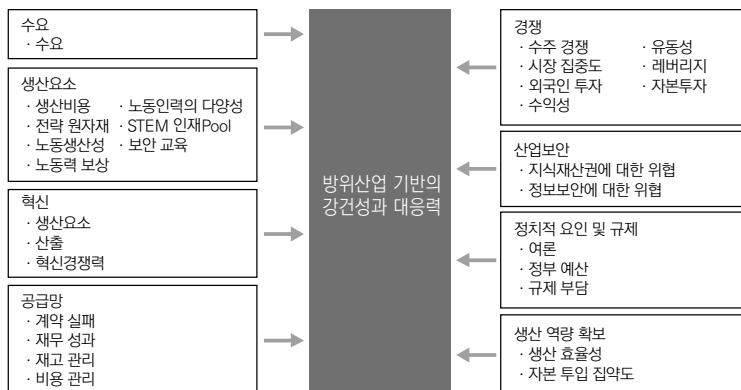 수요
· 수요
생산요소
· 생산비용 · 노동인력의 다양성
· 전략 원자재 · STEM 인재Pool
· 노동생산성 · 보안 교육
· 노동력 보상
혁신
· 생산요소
· 산출
· 혁신경쟁력
공급망
· 계약 실패
· 재무 성과
· 재고 관리
· 비용 관리
방위산업 기반의
강건성과 대응력
경쟁
· 수주 경쟁 · 유동성
· 시장 집중도 · 레버리지
· 외국인 투자 · 자본투자
· 수익성
산업보안
· 지식재산권에 대한 위협
· 정보보안에 대한 위협
정치적 요인 및 규제
· 여론
· 정부 예산
· 규제 부담
생산 역량 확보
· 생산 효율성
· 자본 투입 집약도